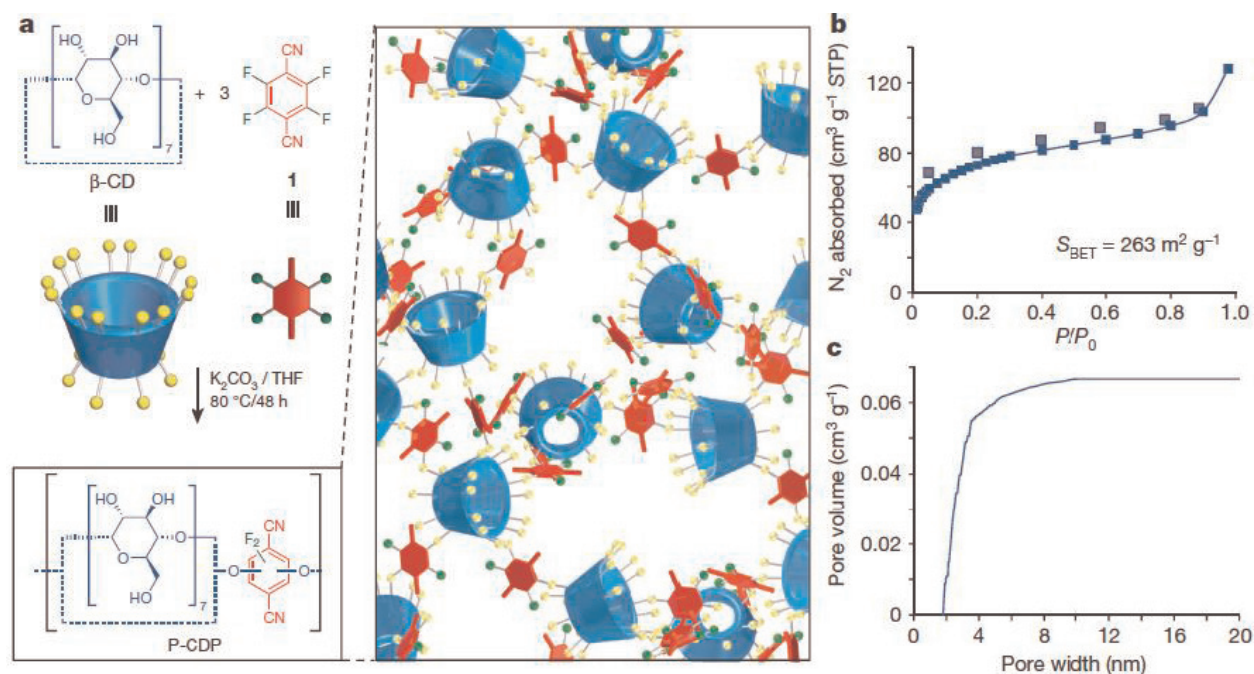 a
HO OH
O
O
HO
7
β-CD
+ 3
CN
F F
F F
CN
1
K₂CO₃ / THF
80 °C/48 h
HO OH
O
O
HO
7
O
F₂
CN
O
CN
P-CDP
b
N₂ absorbed (cm³ g⁻¹ STP)
120
80
40
0
S_BET = 263 m² g⁻¹
0.2 0.4 0.6 0.8 1.0
P/P₀
c
Pore volume (cm³ g⁻¹)
0.06
0.04
0.02
0
0 4 8 12 16 20
Pore width (nm)